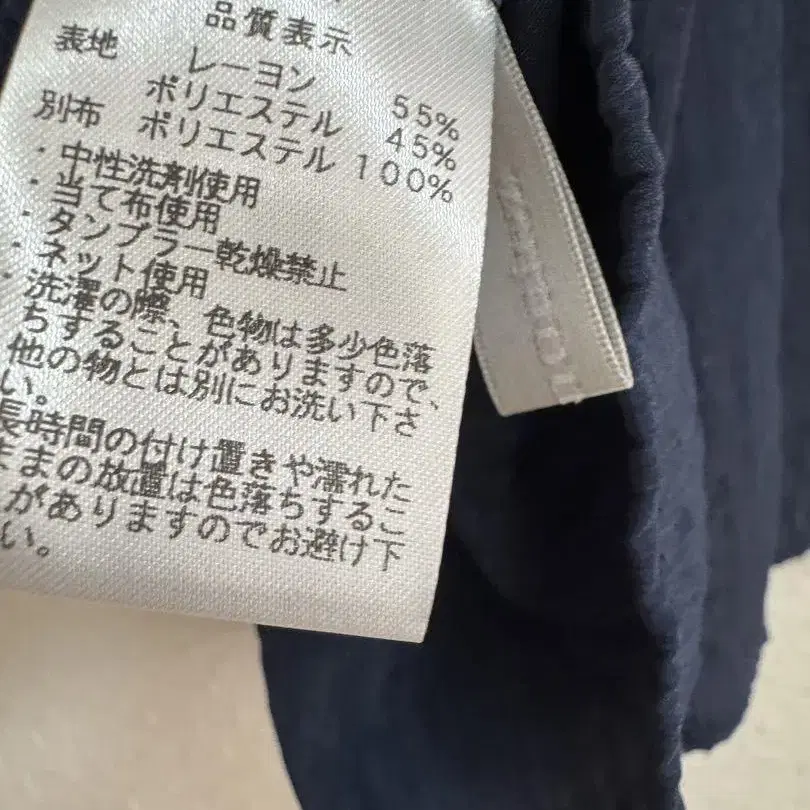 品質表示
表地 レーヨン 55%
ポリエステル 45%
別布 ポリエステル 100%
・中性洗剤使用
・当て布使用
・タンブラー乾燥禁止
・ネット使用
・洗濯の際、色物は多少色落
ちすることがありますので、
他の物とは別にお洗い下さ
い。
長時間の付け置きや濡れた
ままの放置は色落ちするこ
がありますのでお避け下
い。